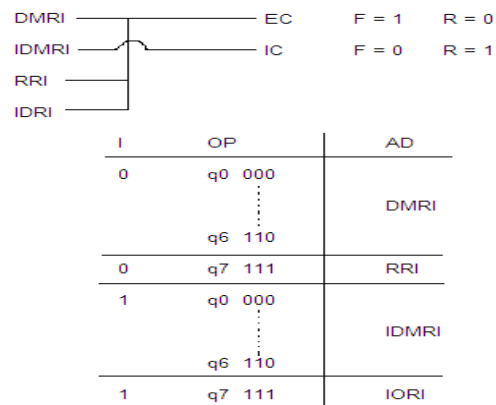 DMRI EC F = 1 R = 0
IDMRI IC F = 0 R = 1
RRI
IDRI
I OP AD
0 q0 000
DMRI
q6 110
0 q7 111 RRI
1 q0 000
IDMRI
q6 110
1 q7 111 IORI